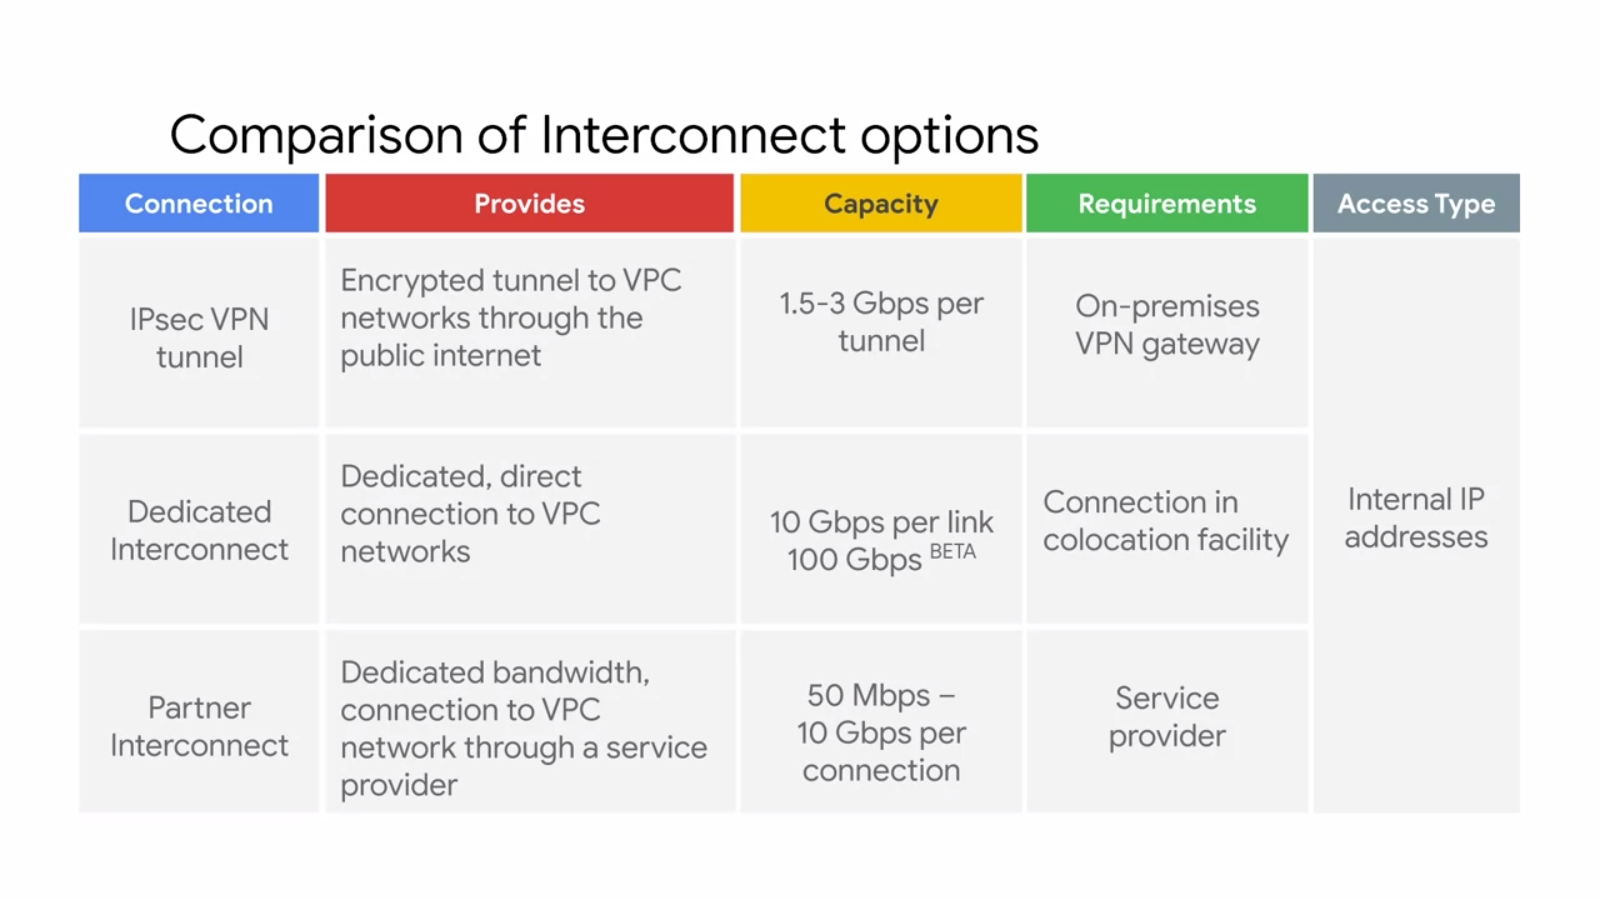 Comparison of Interconnect options
Connection
Provides
Capacity
Requirements
Access Type
IPsec VPN
tunnel
Encrypted tunnel to VPC
networks through the
public internet
1.5-3 Gbps per
tunnel
On-premises
VPN gateway
Internal IP
addresses
Dedicated
Interconnect
Dedicated, direct
connection to VPC
networks
10 Gbps per link
100 Gbps BETA
Connection in
colocation facility
Partner
Interconnect
Dedicated bandwidth,
connection to VPC
network through a service
provider
50 Mbps –
10 Gbps per
connection
Service
provider